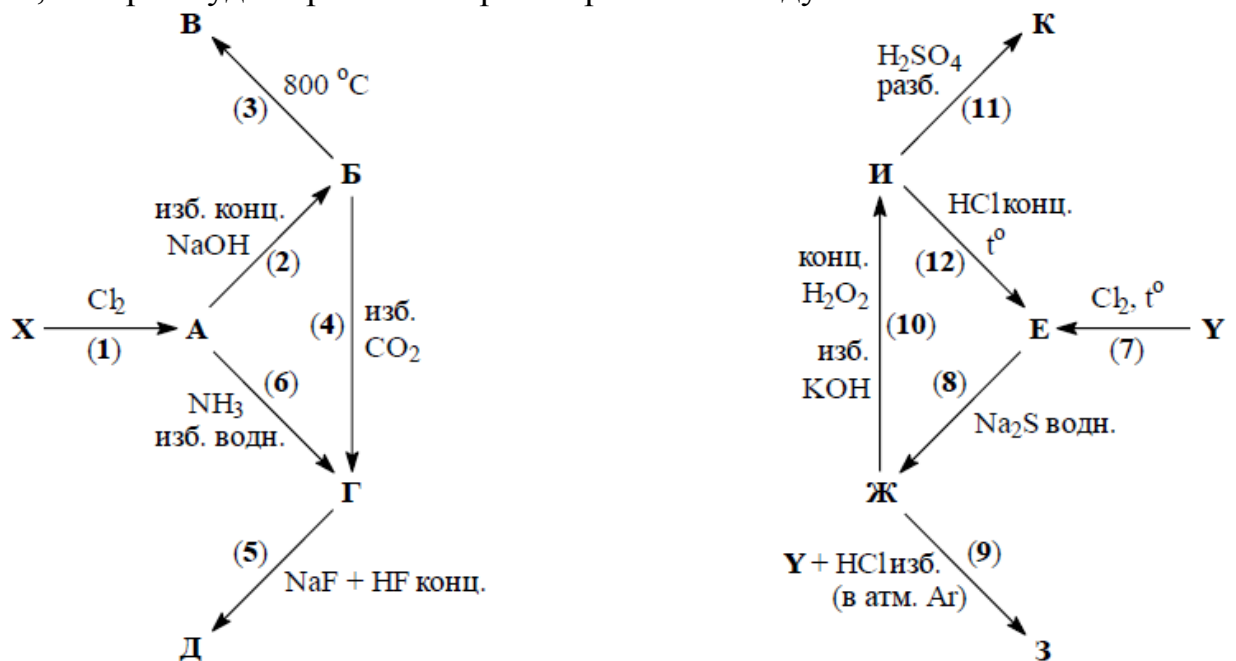 В
К
800 °C
(3)
H₂SO₄
разб.
(11)
Б
И
изб. конц.
NaOH
(2)
HCl конц.
t°
(12)
(4)
изб.
CO₂
конц.
H₂O₂
(10)
изб.
KOH
X
Cl₂
(1)
А
Е
Cl₂, t°
(7)
Y
(6)
NH₃
изб. водн.
(8)
Na₂S водн.
Г
Ж
(5)
NaF + HF конц.
Y + HCl изб.
(в атм. Ar)
(9)
Д
З